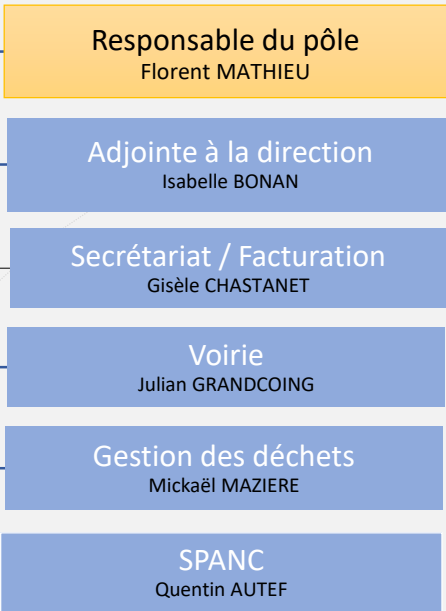 Responsable du pôle
Florent MATHIEU
Adjointe à la direction
Isabelle BONAN
Secrétariat / Facturation
Gisèle CHASTANET
Voirie
Julian GRANDCOING
Gestion des déchets
Mickaël MAZIERE
SPANC
Quentin AUTEF